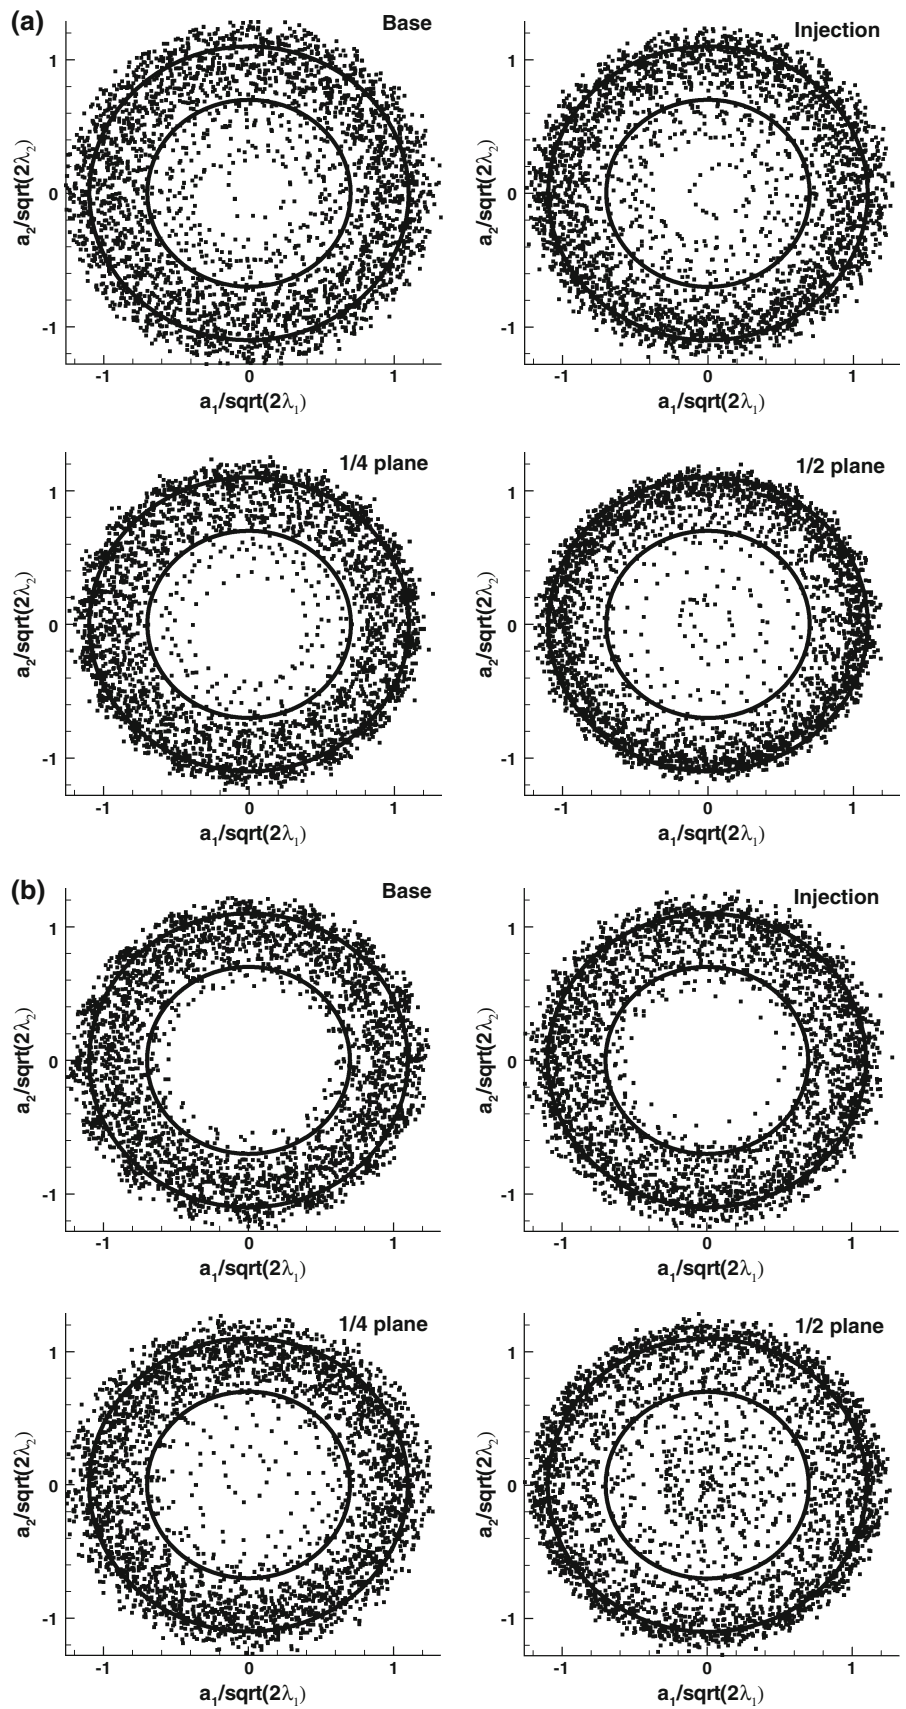 (a)
Base
1
0
-1
a₂/sqrt(2λ₂)
-1 0 1
a₁/sqrt(2λ₁)
Injection
1
0
-1
a₂/sqrt(2λ₂)
-1 0 1
a₁/sqrt(2λ₁)
1/4 plane
1
0
-1
a₂/sqrt(2λ₂)
-1 0 1
a₁/sqrt(2λ₁)
1/2 plane
1
0
-1
a₂/sqrt(2λ₂)
-1 0 1
a₁/sqrt(2λ₁)
(b)
Base
1
0
-1
a₂/sqrt(2λ₂)
-1 0 1
a₁/sqrt(2λ₁)
Injection
1
0
-1
a₂/sqrt(2λ₂)
-1 0 1
a₁/sqrt(2λ₁)
1/4 plane
1
0
-1
a₂/sqrt(2λ₂)
-1 0 1
a₁/sqrt(2λ₁)
1/2 plane
1
0
-1
a₂/sqrt(2λ₂)
-1 0 1
a₁/sqrt(2λ₁)